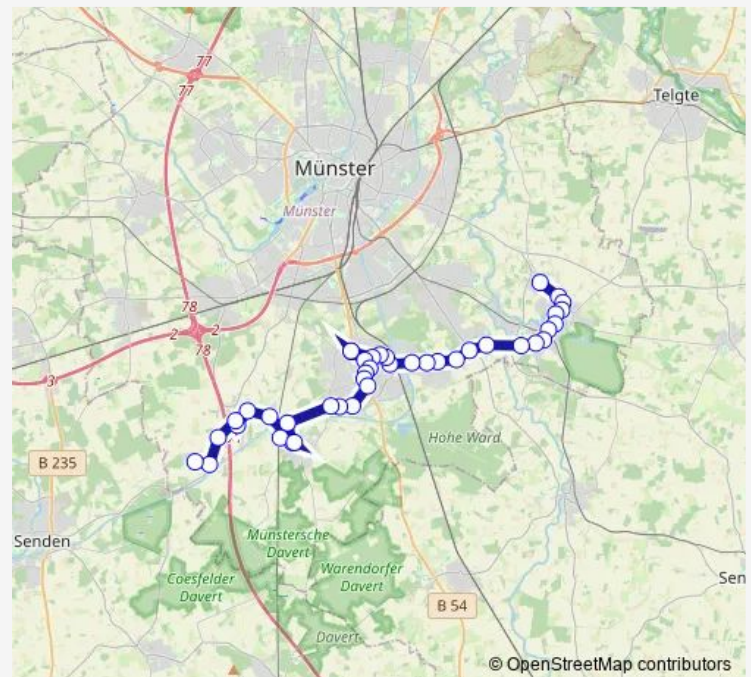 77
77
Telgte
Münster
Münster
78
2
2
78
3
B 235
Hohe Ward
Senden
Münstersche
Davert
Coesfelder
Davert
Warendorfer
Davert
Sen
B 54
Davert
© OpenStreetMap contributors